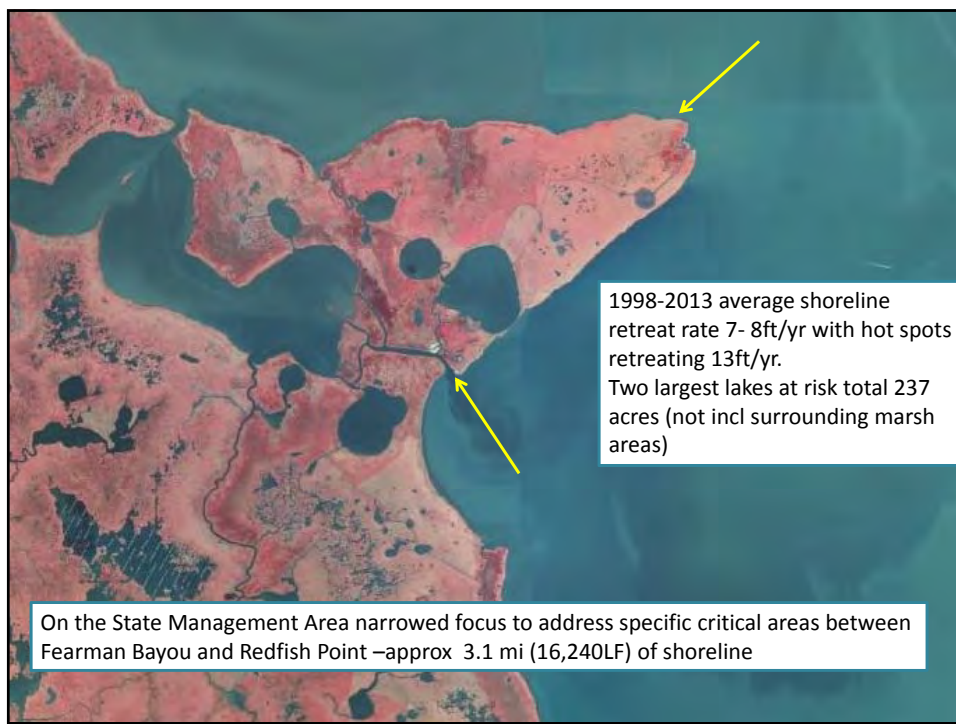 1998-2013 average shoreline
retreat rate 7- 8ft/yr with hot spots
retreating 13ft/yr.
Two largest lakes at risk total 237
acres (not incl surrounding marsh
areas)
On the State Management Area narrowed focus to address specific critical areas between
Fearman Bayou and Redfish Point –approx  3.1 mi (16,240LF) of shoreline